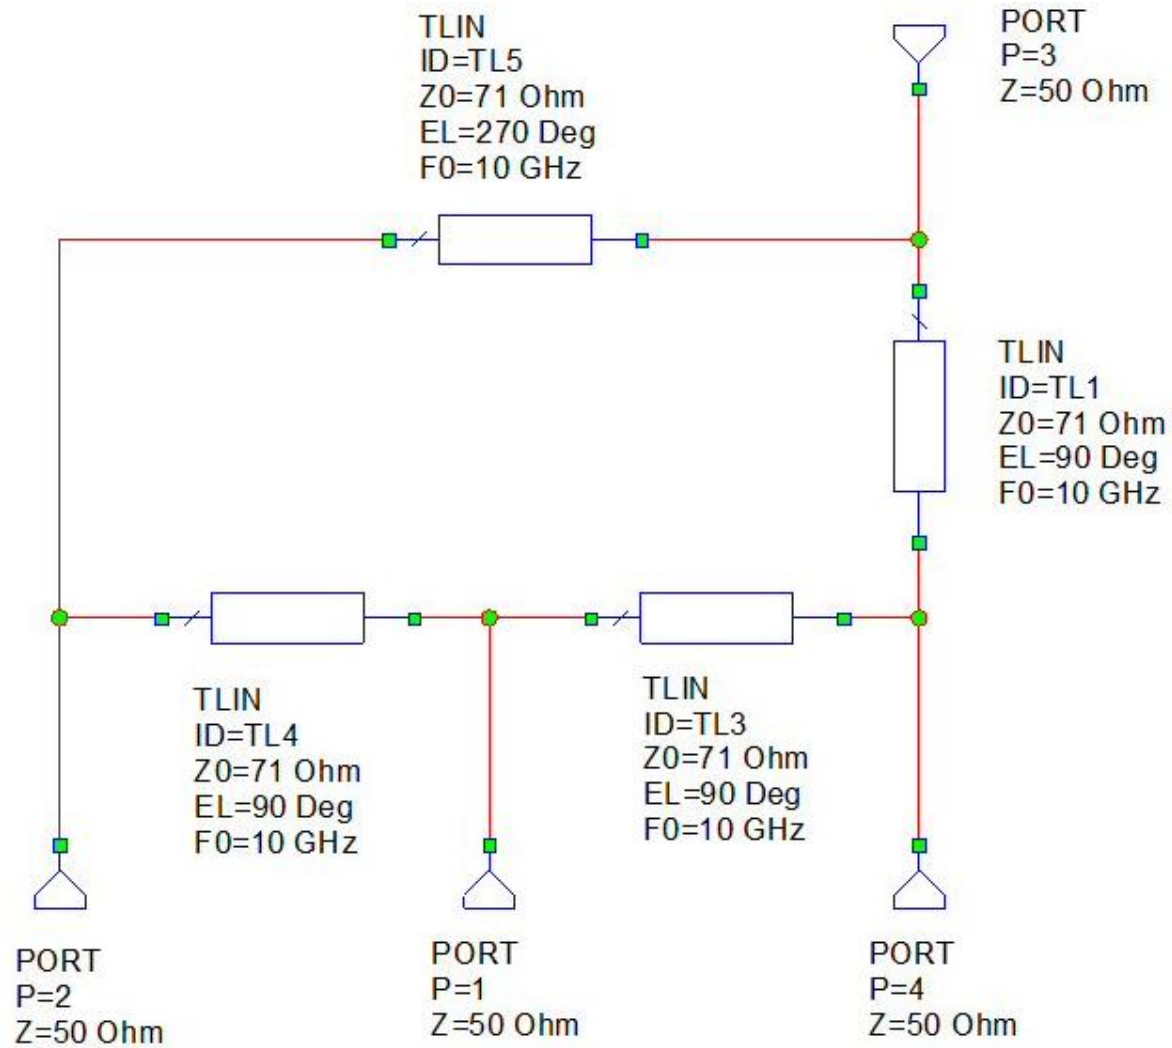 TLIN
ID=TL5
Z0=71 Ohm
EL=270 Deg
F0=10 GHz
PORT
P=3
Z=50 Ohm
TLIN
ID=TL1
Z0=71 Ohm
EL=90 Deg
F0=10 GHz
TLIN
ID=TL4
Z0=71 Ohm
EL=90 Deg
F0=10 GHz
TLIN
ID=TL3
Z0=71 Ohm
EL=90 Deg
F0=10 GHz
PORT
P=2
Z=50 Ohm
PORT
P=1
Z=50 Ohm
PORT
P=4
Z=50 Ohm